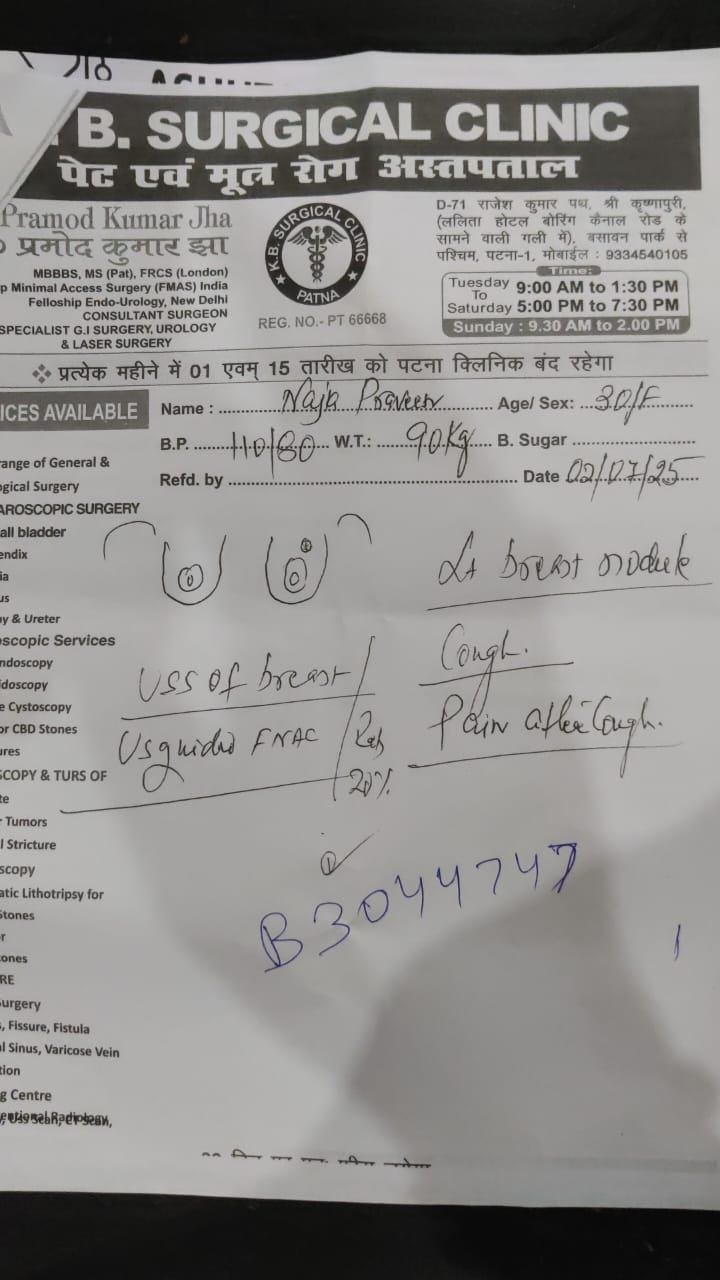 B. SURGICAL CLINIC
पेट एवं मूत्र रोग अस्तपताल
Pramod Kumar Jha
प्रमोद कुमार झा
MBBBS, MS (Pat), FRCS (London)
p Minimal Access Surgery (FMAS) India
Felloship Endo-Urology, New Delhi
CONSULTANT SURGEON
SPECIALIST G.I SURGERY, UROLOGY
& LASER SURGERY
K.B. SURGICAL CLINIC
PATNA
REG. NO.- PT 66668
D-71 राजेश कुमार पथ, श्री कृष्णापुरी,
(ललिता होटल बोरिंग कैनाल रोड के
सामने वाली गली में), बसावन पार्क से
पश्चिम, पटना-1, मोबाईल : 9334540105
Time:
Tuesday To Saturday 9:00 AM to 1:30 PM
5:00 PM to 7:30 PM
Sunday : 9.30 AM to 2.00 PM
प्रत्येक महीने में 01 एवम् 15 तारीख को पटना क्लिनिक बंद रहेगा
ICES AVAILABLE
Name : Naja Praveen Age/ Sex: 30/F
B.P. 110/80 W.T.: 90Kg B. Sugar
Refd. by Date 02/07/25
ange of General &
gical Surgery
AROSCOPIC SURGERY
all bladder
endix
ia
us
y & Ureter
oscopic Services
ndoscopy
idoscopy
e Cystoscopy
or CBD Stones
ures
SCOPY & TURS OF
te
Tumors
l Stricture
scopy
atic Lithotripsy for
Stones
r
ones
RE
urgery
, Fissure, Fistula
l Sinus, Varicose Vein
tion
g Centre
Lt breast nodule
Cough.
Pain after Cough.
USS of breast
Usguided FNAC
20%
B3044747